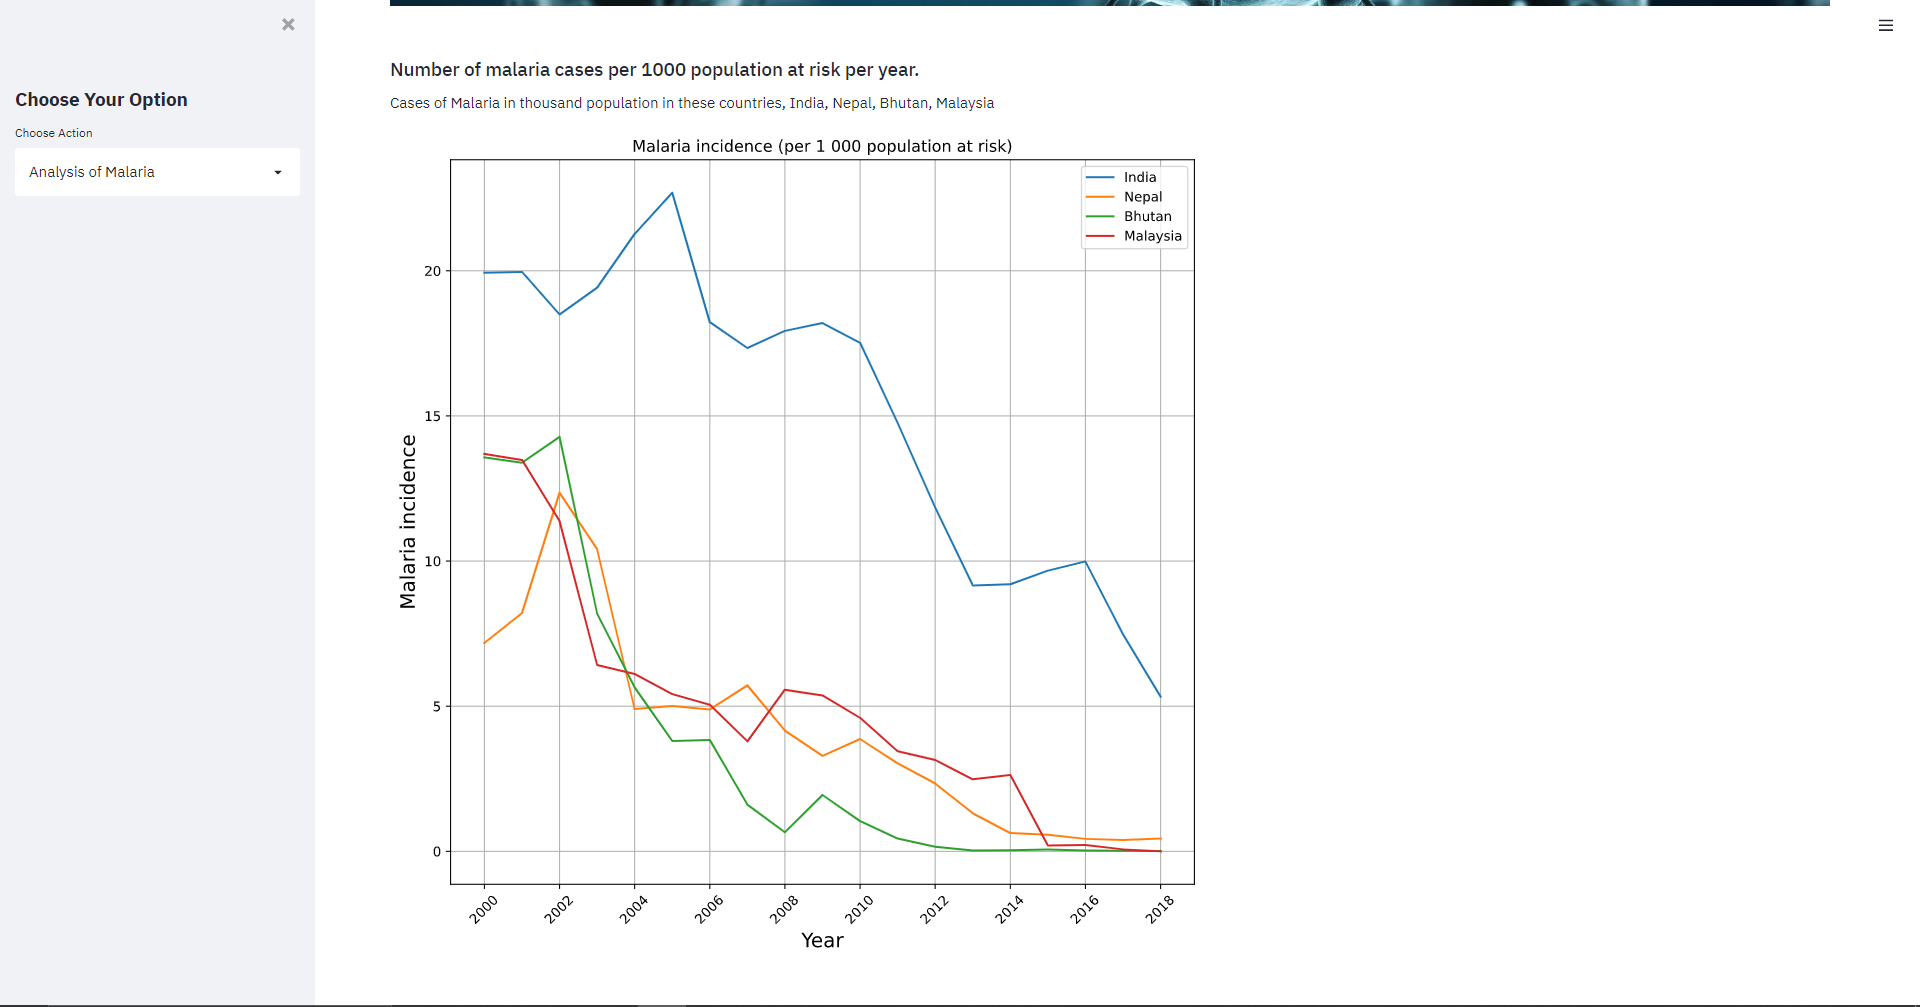 ×
Choose Your Option
Choose Action
Analysis of Malaria
Number of malaria cases per 1000 population at risk per year.
Cases of Malaria in thousand population in these countries, India, Nepal, Bhutan, Malaysia
Malaria incidence (per 1 000 population at risk)
India
Nepal
Bhutan
Malaysia
20
15
10
5
0
Malaria incidence
2000 2002 2004 2006 2008 2010 2012 2014 2016 2018
Year